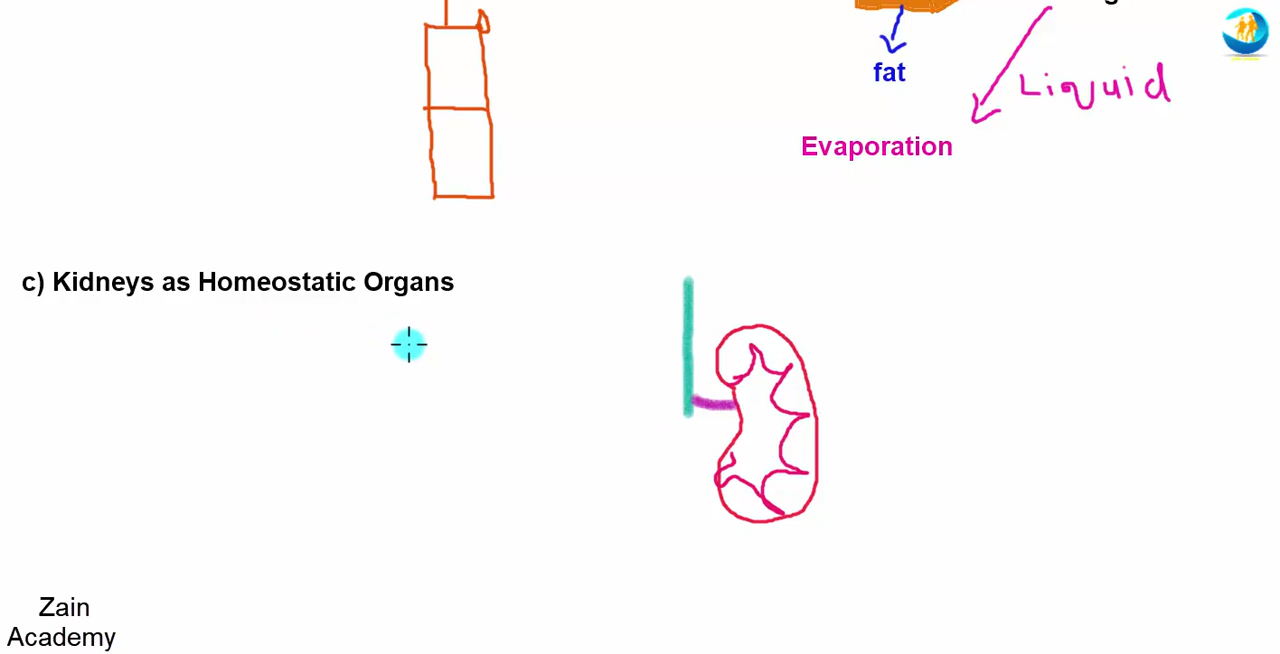 fat
Liquid
Evaporation
c) Kidneys as Homeostatic Organs
Zain
Academy